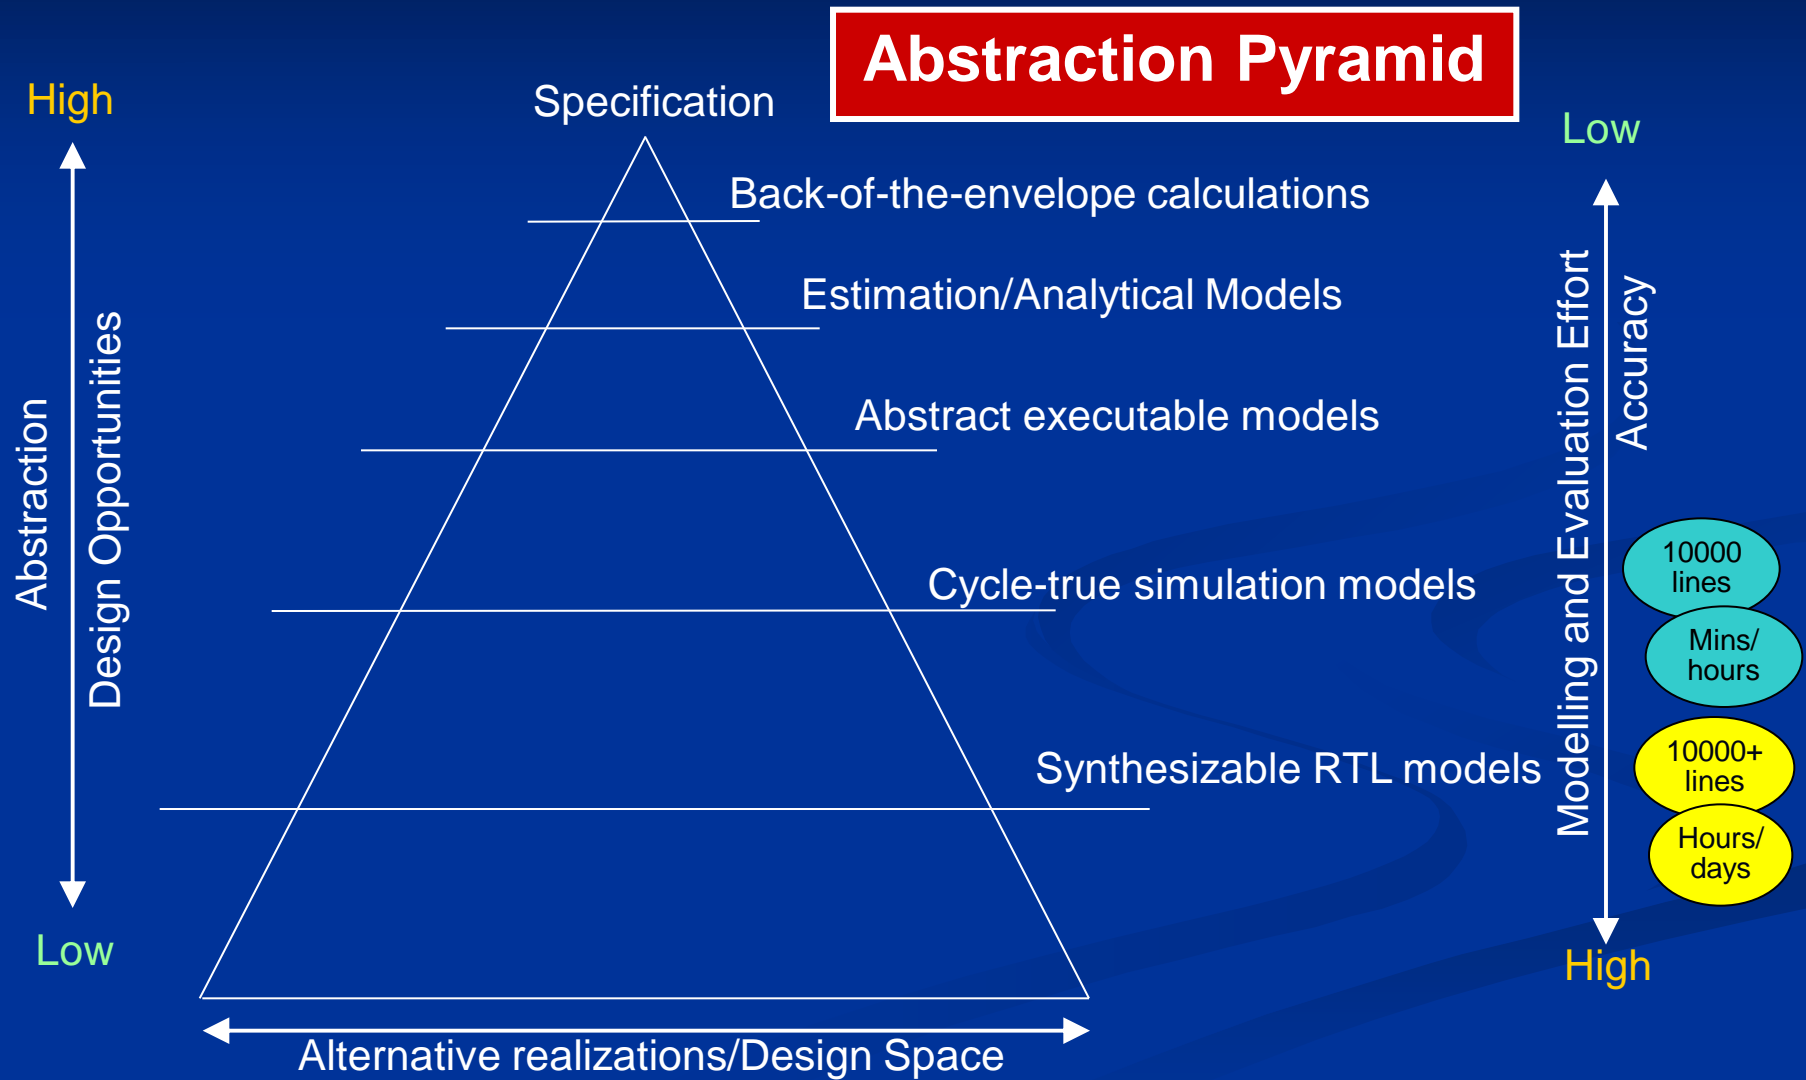 Abstraction Pyramid
High
Specification
Low
Back-of-the-envelope calculations
Estimation/Analytical Models
Abstract executable models
Cycle-true simulation models
Synthesizable RTL models
Abstraction
Design Opportunities
Modelling and Evaluation Effort
Accuracy
10000
lines
Mins/
hours
10000+
lines
Hours/
days
Low
High
Alternative realizations/Design Space